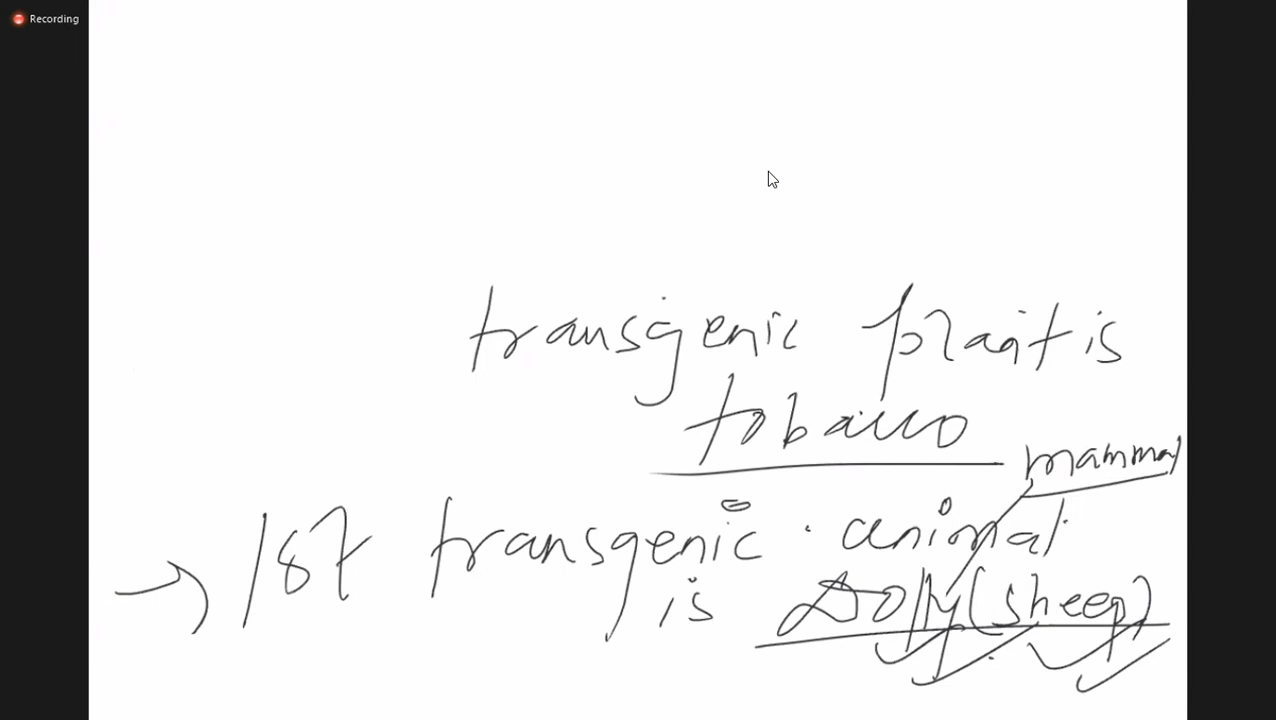 Recording
transgenic plant is
tobacco
mammal
→ 1st transgenic animal
is Dolly (sheep)